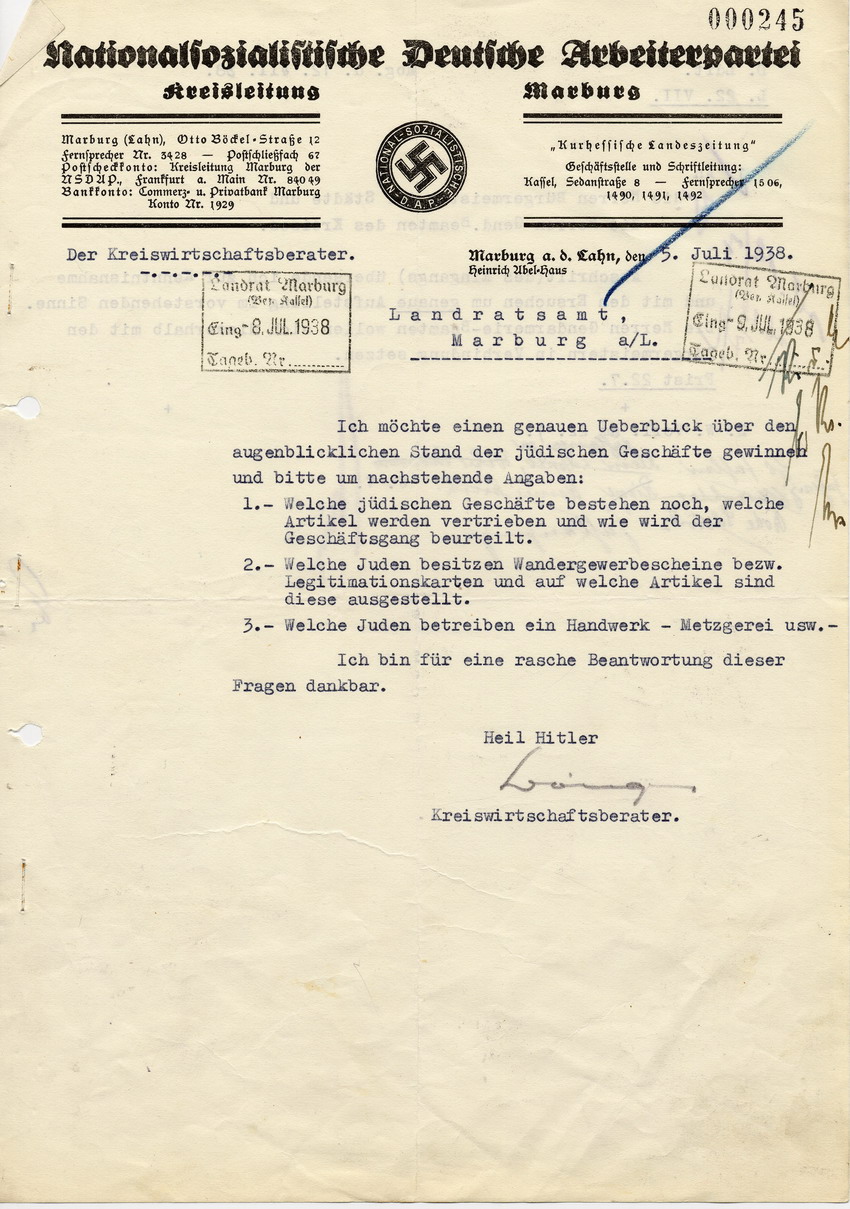 000245
Nationalsozialistische Deutsche Arbeiterpartei
Kreisleitung
Marburg
Marburg (Lahn), Otto Böckel-Straße 12
Fernsprecher Nr. 3428 — Postschließfach 67
Postscheckkonto: Kreisleitung Marburg der
NSDAP., Frankfurt a. Main Nr. 84049
Bankkonto: Commerz- u. Privatbank Marburg
Konto Nr. 1929
NATIONAL-SOZIALISTISCHE
N.S.D.A.P.
„Kurhessische Landeszeitung"
Geschäftsstelle und Schriftleitung:
Kassel, Sedanstraße 8 — Fernsprecher 1506,
1490, 1491, 1492
Der Kreiswirtschaftsberater.
-.-.-.-.-
Marburg a. d. Lahn, den 5. Juli 1938.
Heinrich Abel-Haus
Landrat Marburg
(Bez. Kassel)
Eing. 8. JUL. 1938
Tageb. Nr.
Landrat Marburg
(Bez. Kassel)
Eing. 9. JUL. 1938
Tageb. Nr.
Landratsamt,
Marburg a/L.
Ich möchte einen genauen Ueberblick über den
augenblicklichen Stand der jüdischen Geschäfte gewinnen
und bitte um nachstehende Angaben:
1.- Welche jüdischen Geschäfte bestehen noch, welche
Artikel werden vertrieben und wie wird der
Geschäftsgang beurteilt.
2.- Welche Juden besitzen Wandergewerbescheine bezw.
Legitimationskarten und auf welche Artikel sind
diese ausgestellt.
3.- Welche Juden betreiben ein Handwerk - Metzgerei usw.-
Ich bin für eine rasche Beantwortung dieser
Fragen dankbar.
Heil Hitler
Kreiswirtschaftsberater.